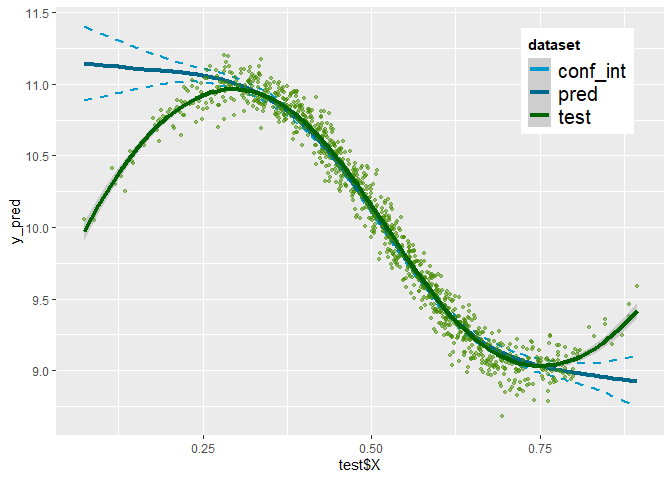 11.5
11.0
10.5
10.0
9.5
9.0
y_pred
dataset
conf_int
pred
test
0.25 0.50 0.75
test$X